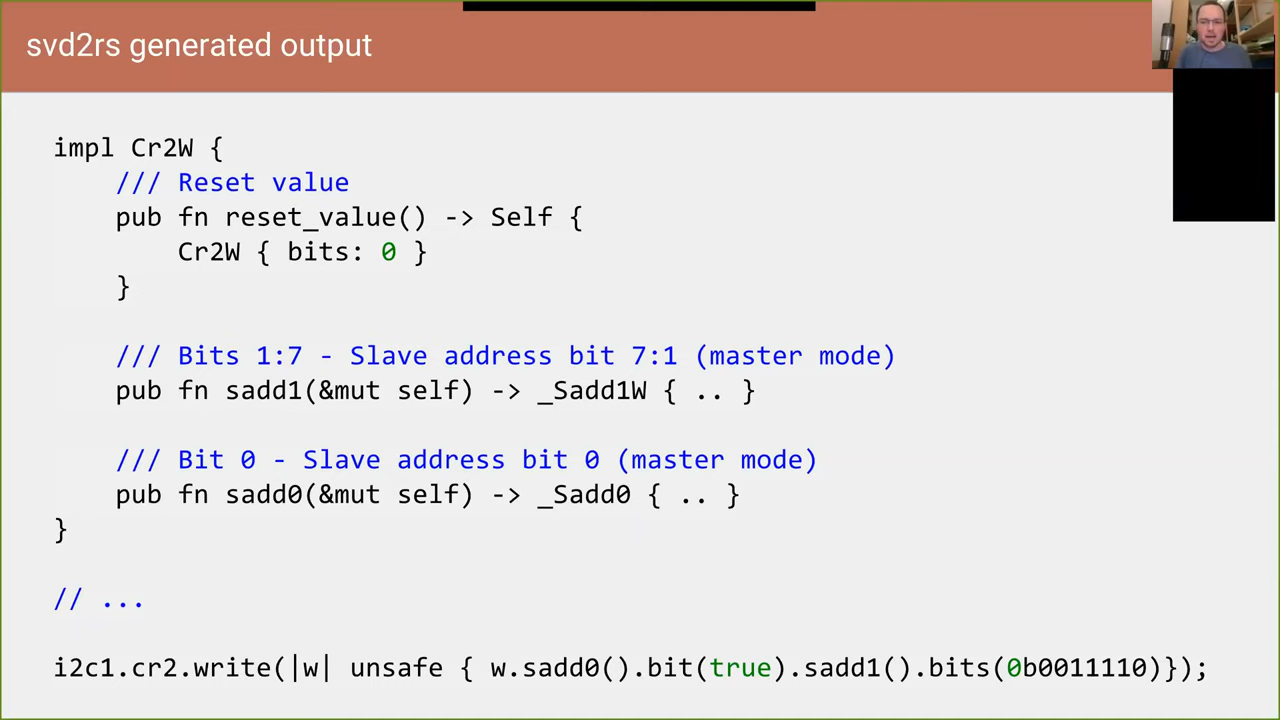 svd2rs generated output
impl Cr2W {
/// Reset value
pub fn reset_value() -> Self {
Cr2W { bits: 0 }
}
/// Bits 1:7 - Slave address bit 7:1 (master mode)
pub fn sadd1(&mut self) -> _Sadd1W { .. }
/// Bit 0 - Slave address bit 0 (master mode)
pub fn sadd0(&mut self) -> _Sadd0 { .. }
}
// ...
i2c1.cr2.write(|w| unsafe { w.sadd0().bit(true).sadd1().bits(0b0011110)});